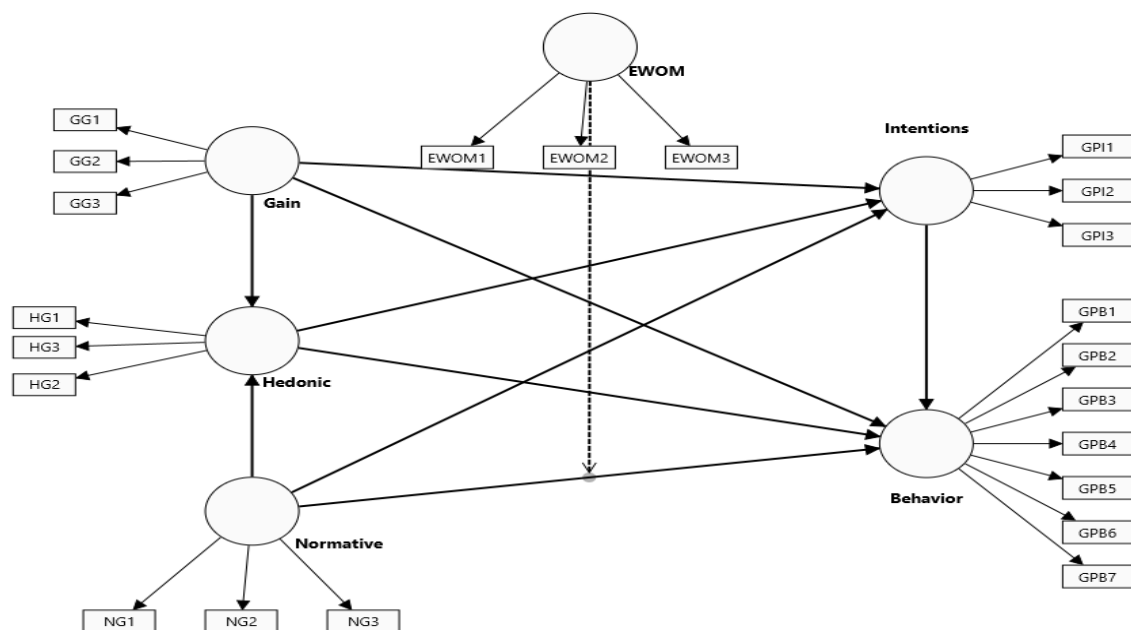 EWOM
GG1
Intentions
GPI1
EWOM1
EWOM2
EWOM3
GG2
GPI2
GG3
Gain
GPI3
GPB1
HG1
HG3
GPB2
HG2
Hedonic
GPB3
GPB4
GPB5
Behavior
GPB6
Normative
GPB7
NG1
NG2
NG3